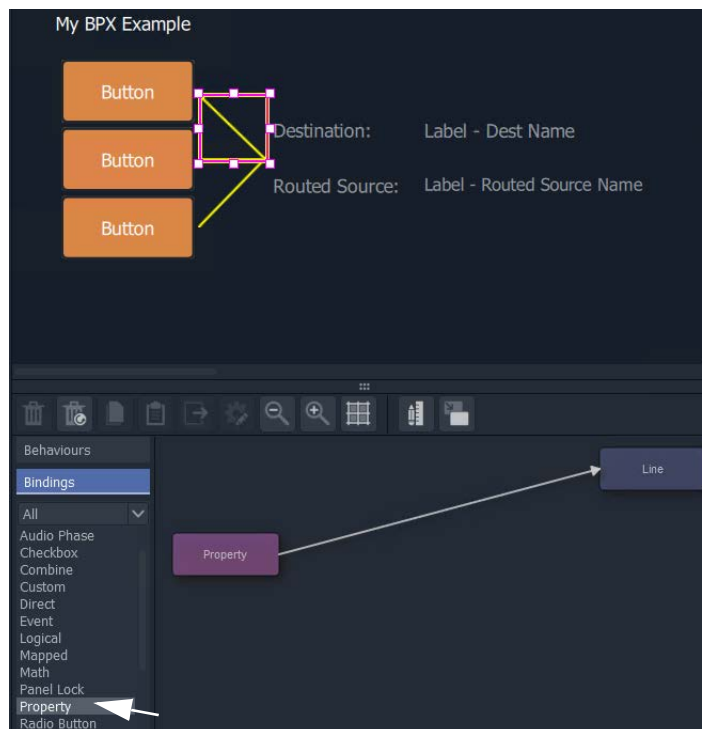 My BPX Example
Button
Button
Button
Destination: Label - Dest Name
Routed Source: Label - Routed Source Name
Behaviours
Bindings
All
Audio Phase
Checkbox
Combine
Custom
Direct
Event
Logical
Mapped
Math
Panel Lock
Property
Radio Button
Property
Line